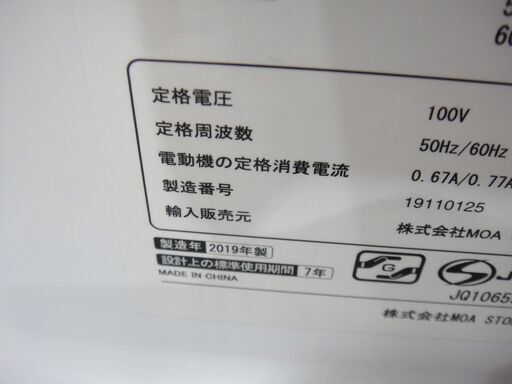 定格電圧 100V
定格周波数 50Hz/60Hz
電動機の定格消費電流 0.67A/0.77A
製造番号 19110125
輸入販売元 株式会社MOA
製造年 2019年製
設計上の標準使用期間 7年
MADE IN CHINA
G
JQ1065
株式会社MOA STO